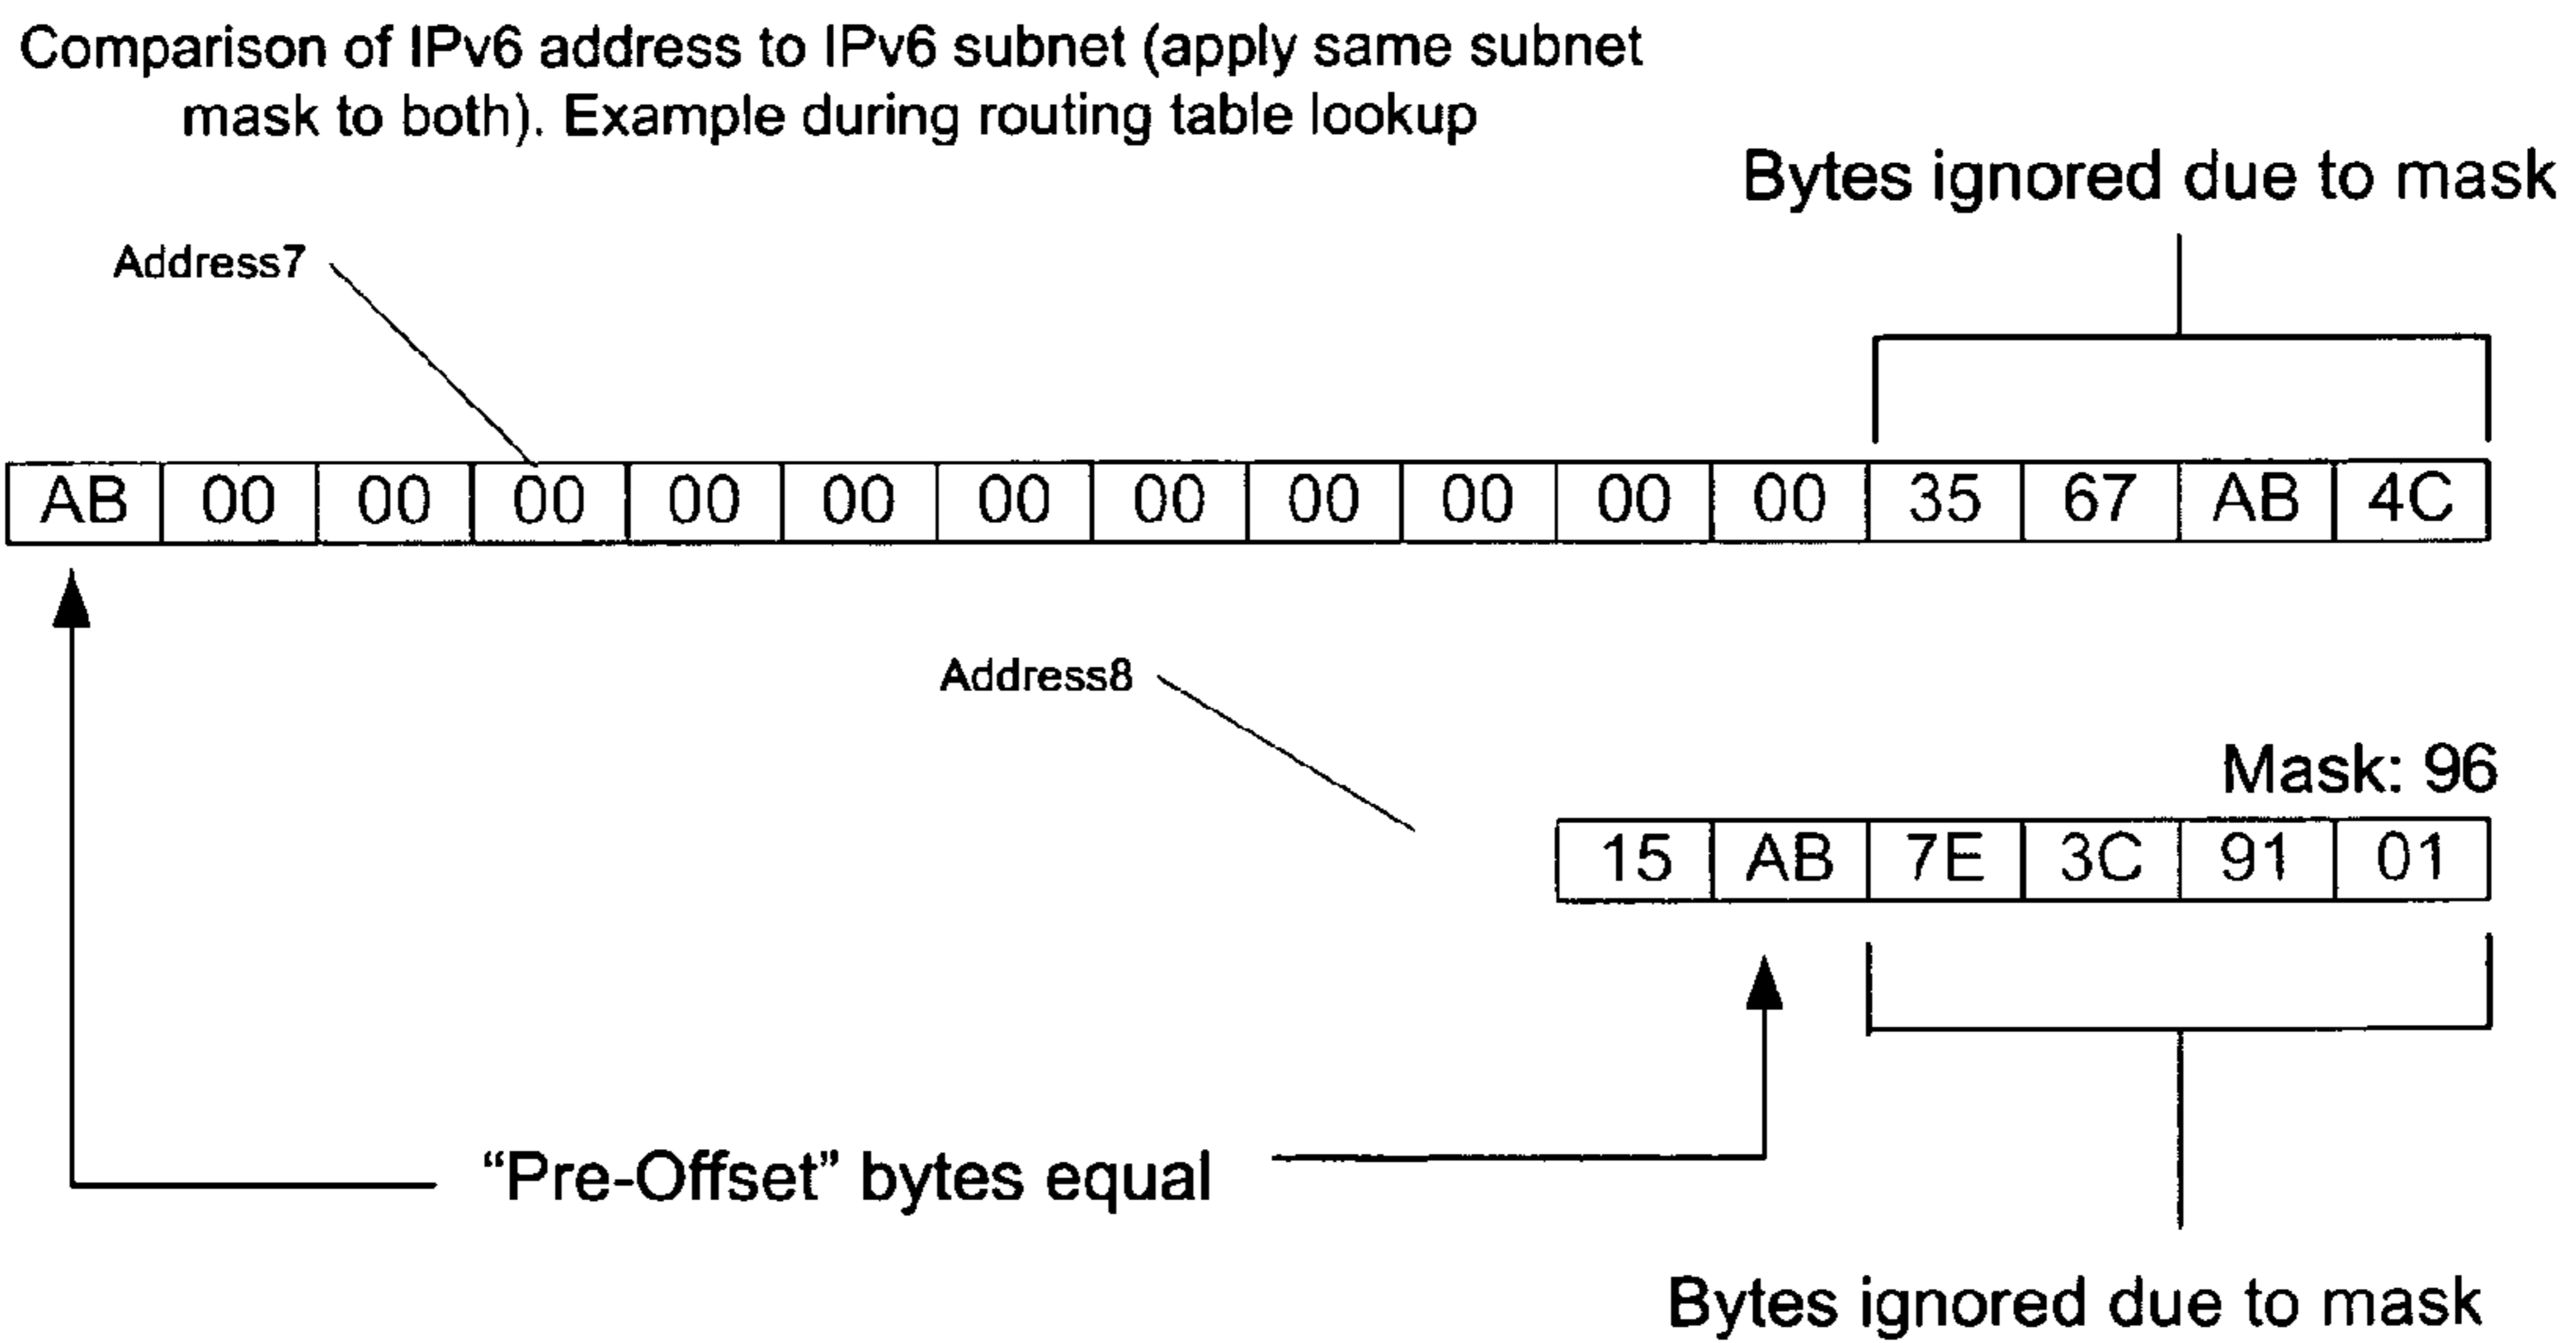 Comparison of IPv6 address to IPv6 subnet (apply same subnet
mask to both). Example during routing table lookup
Bytes ignored due to mask
Address7
AB 00 00 00 00 00 00 00 00 00 00 00 35 67 AB 4C
Address8
Mask: 96
15 AB 7E 3C 91 01
“Pre-Offset” bytes equal
Bytes ignored due to mask